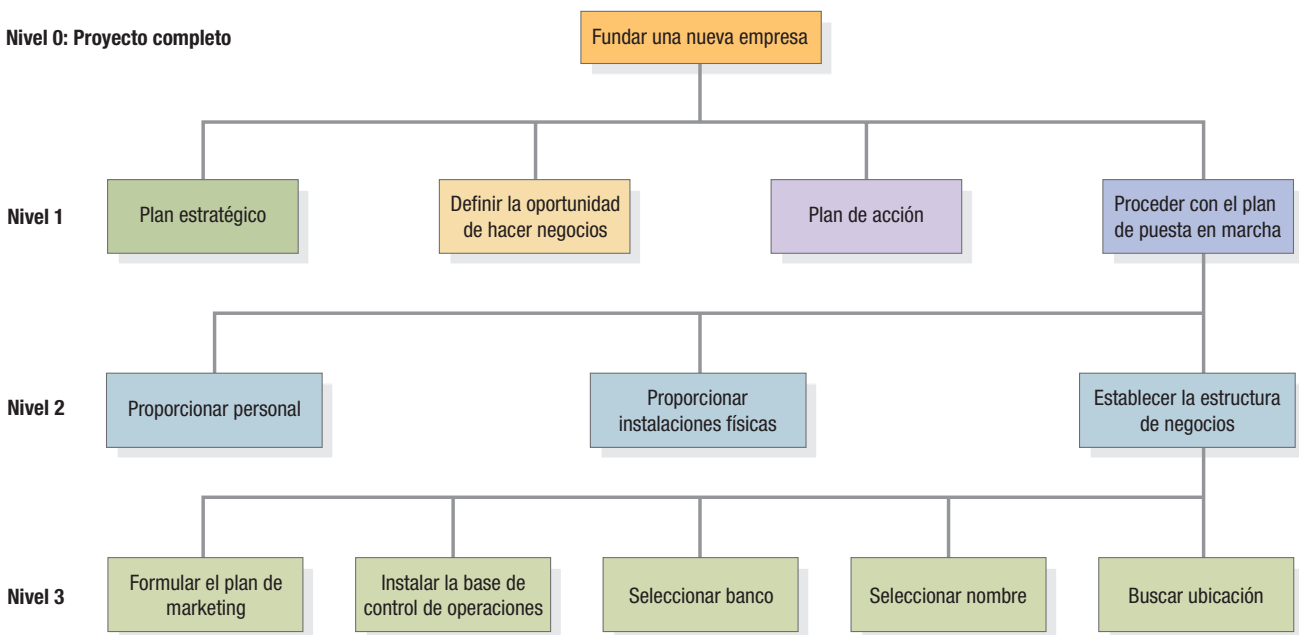 Nivel 0: Proyecto completo
Fundar una nueva empresa
Nivel 1
Plan estratégico
Definir la oportunidad
de hacer negocios
Plan de acción
Proceder con el plan
de puesta en marcha
Nivel 2
Proporcionar personal
Proporcionar
instalaciones físicas
Establecer la estructura
de negocios
Nivel 3
Formular el plan de
marketing
Instalar la base de
control de operaciones
Seleccionar banco
Seleccionar nombre
Buscar ubicación